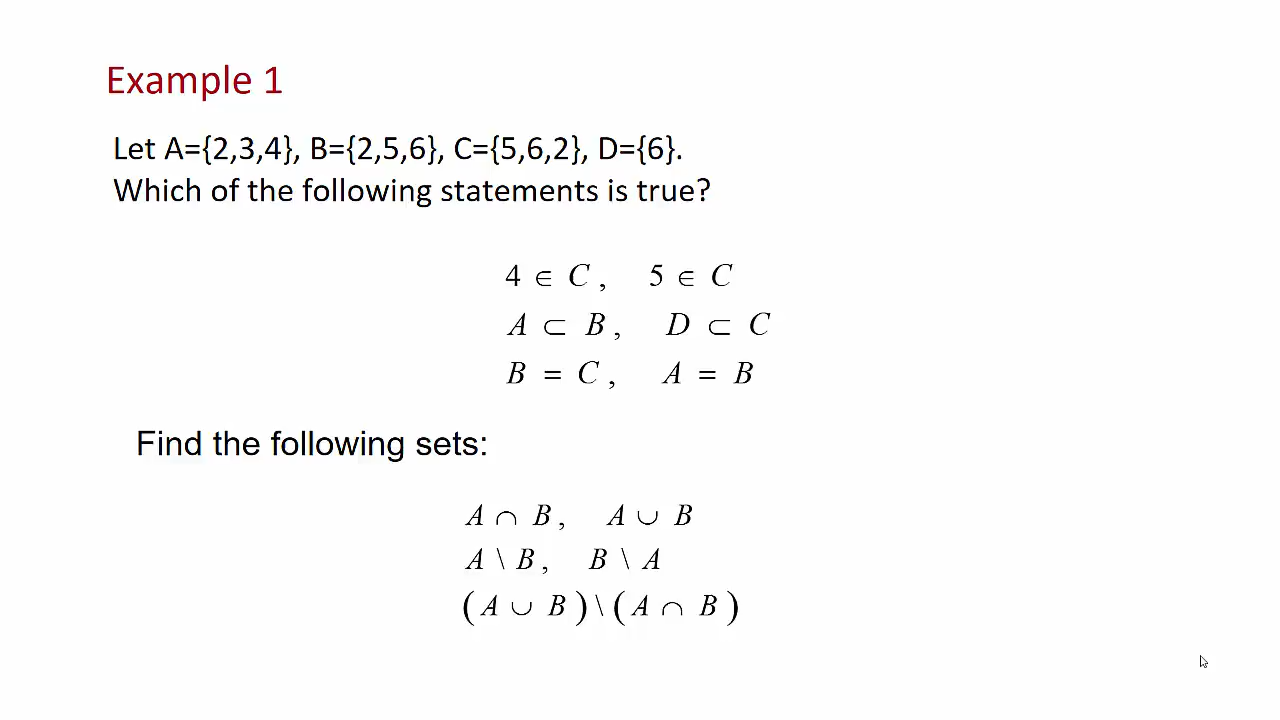 Example 1
Let A={2,3,4}, B={2,5,6}, C={5,6,2}, D={6}.
Which of the following statements is true?
4 ∈ C, 5 ∈ C
A ⊂ B, D ⊂ C
B = C, A = B
Find the following sets:
A ∩ B, A ∪ B
A \ B, B \ A
(A ∪ B) \ (A ∩ B)